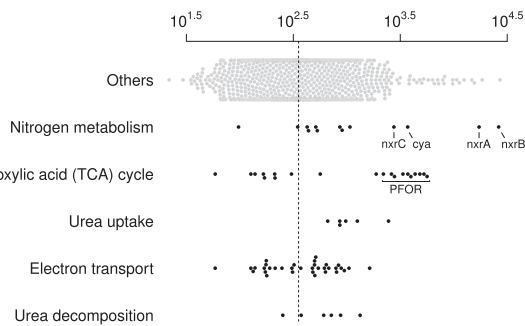 10^1.5 10^2.5 10^3.5 10^4.5
Others
Nitrogen metabolism
nxrC cya nxrA nxrB
oxylic acid (TCA) cycle
PFOR
Urea uptake
Electron transport
Urea decomposition